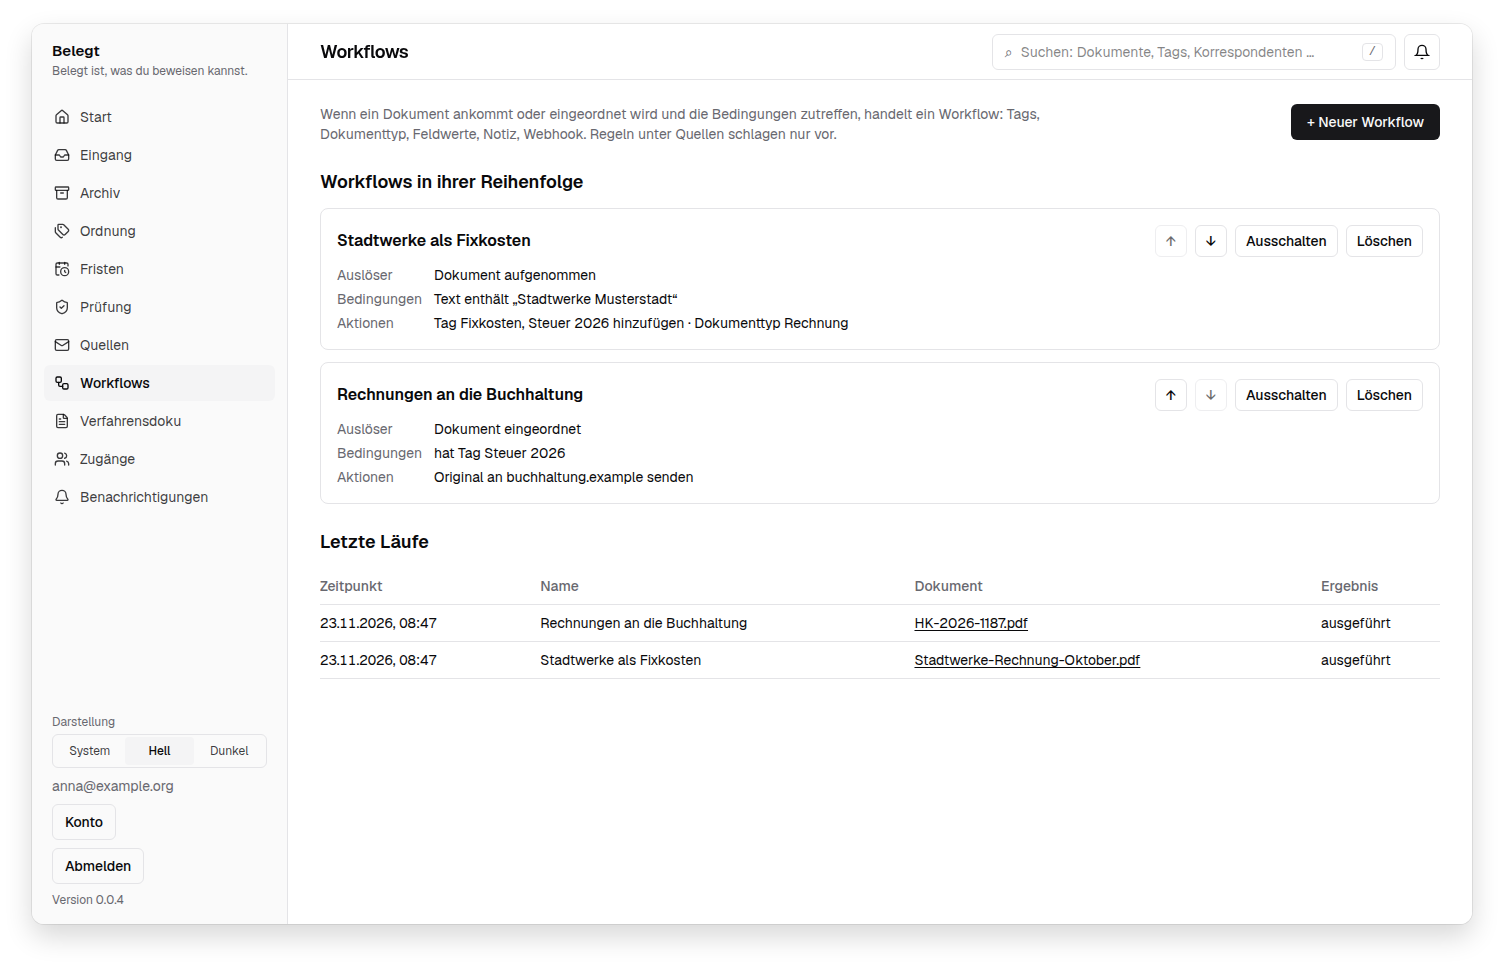 Belegt
Belegt ist, was du beweisen kannst.
Start
Eingang
Archiv
Ordnung
Fristen
Prüfung
Quellen
Workflows
Verfahrensdoku
Zugänge
Benachrichtigungen
Darstellung
System Hell Dunkel
anna@example.org
Konto
Abmelden
Version 0.0.4
Workflows
Suchen: Dokumente, Tags, Korrespondenten … /
Wenn ein Dokument ankommt oder eingeordnet wird und die Bedingungen zutreffen, handelt ein Workflow: Tags,
Dokumenttyp, Feldwerte, Notiz, Webhook. Regeln unter Quellen schlagen nur vor.
+ Neuer Workflow
Workflows in ihrer Reihenfolge
Stadtwerke als Fixkosten ↑ ↓ Ausschalten Löschen
Auslöser Dokument aufgenommen
Bedingungen Text enthält „Stadtwerke Musterstadt“
Aktionen Tag Fixkosten, Steuer 2026 hinzufügen · Dokumenttyp Rechnung
Rechnungen an die Buchhaltung ↑ ↓ Ausschalten Löschen
Auslöser Dokument eingeordnet
Bedingungen hat Tag Steuer 2026
Aktionen Original an buchhaltung.example senden
Letzte Läufe
Zeitpunkt Name Dokument Ergebnis
23.11.2026, 08:47 Rechnungen an die Buchhaltung HK-2026-1187.pdf ausgeführt
23.11.2026, 08:47 Stadtwerke als Fixkosten Stadtwerke-Rechnung-Oktober.pdf ausgeführt